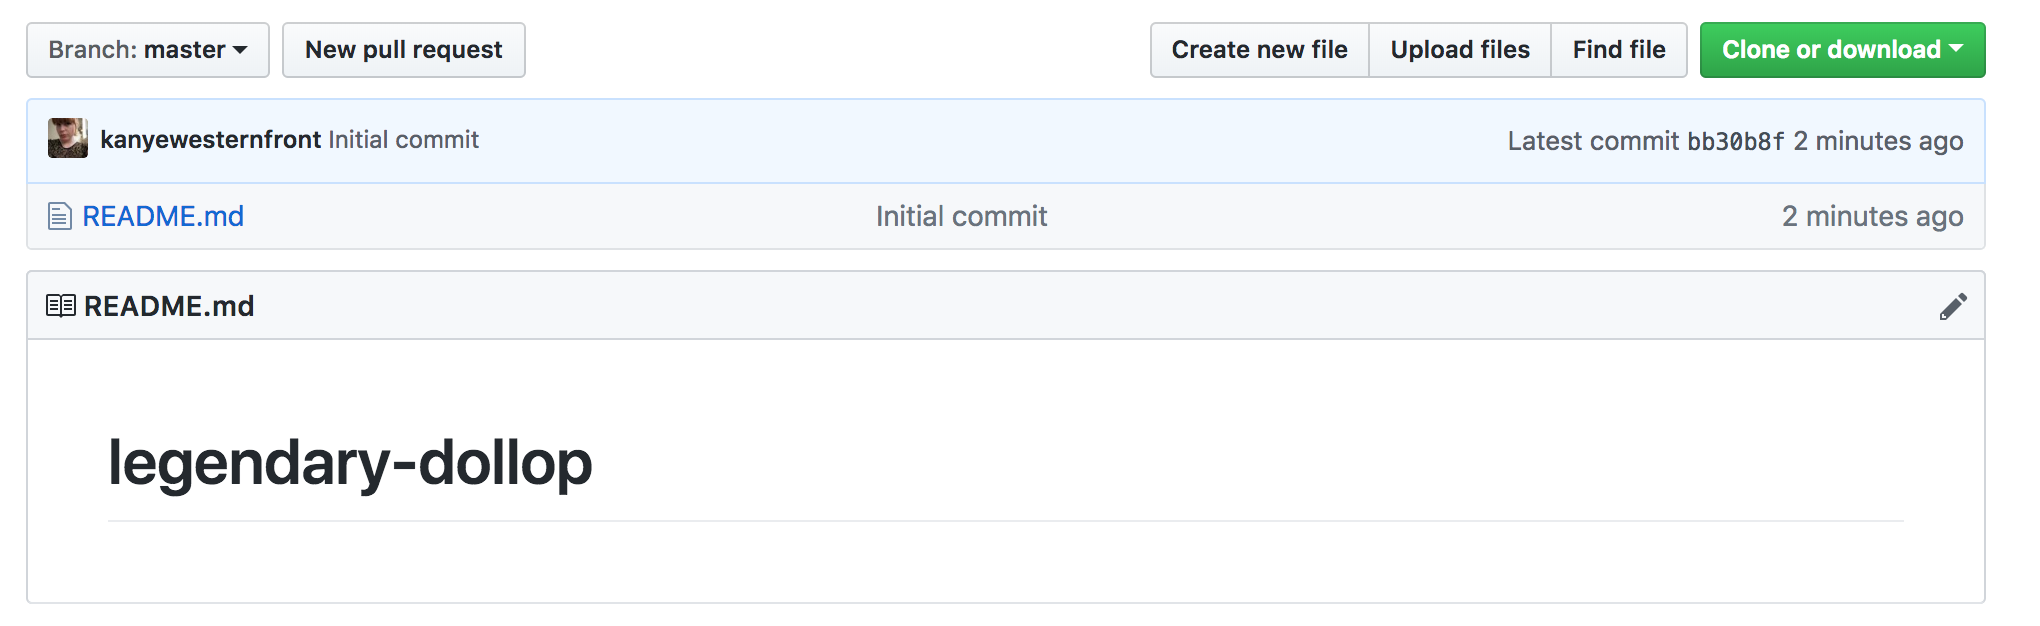 Branch: master New pull request Create new file Upload files Find file Clone or download
kanyewesternfront Initial commit Latest commit bb30b8f 2 minutes ago
README.md Initial commit 2 minutes ago
README.md
legendary-dollop